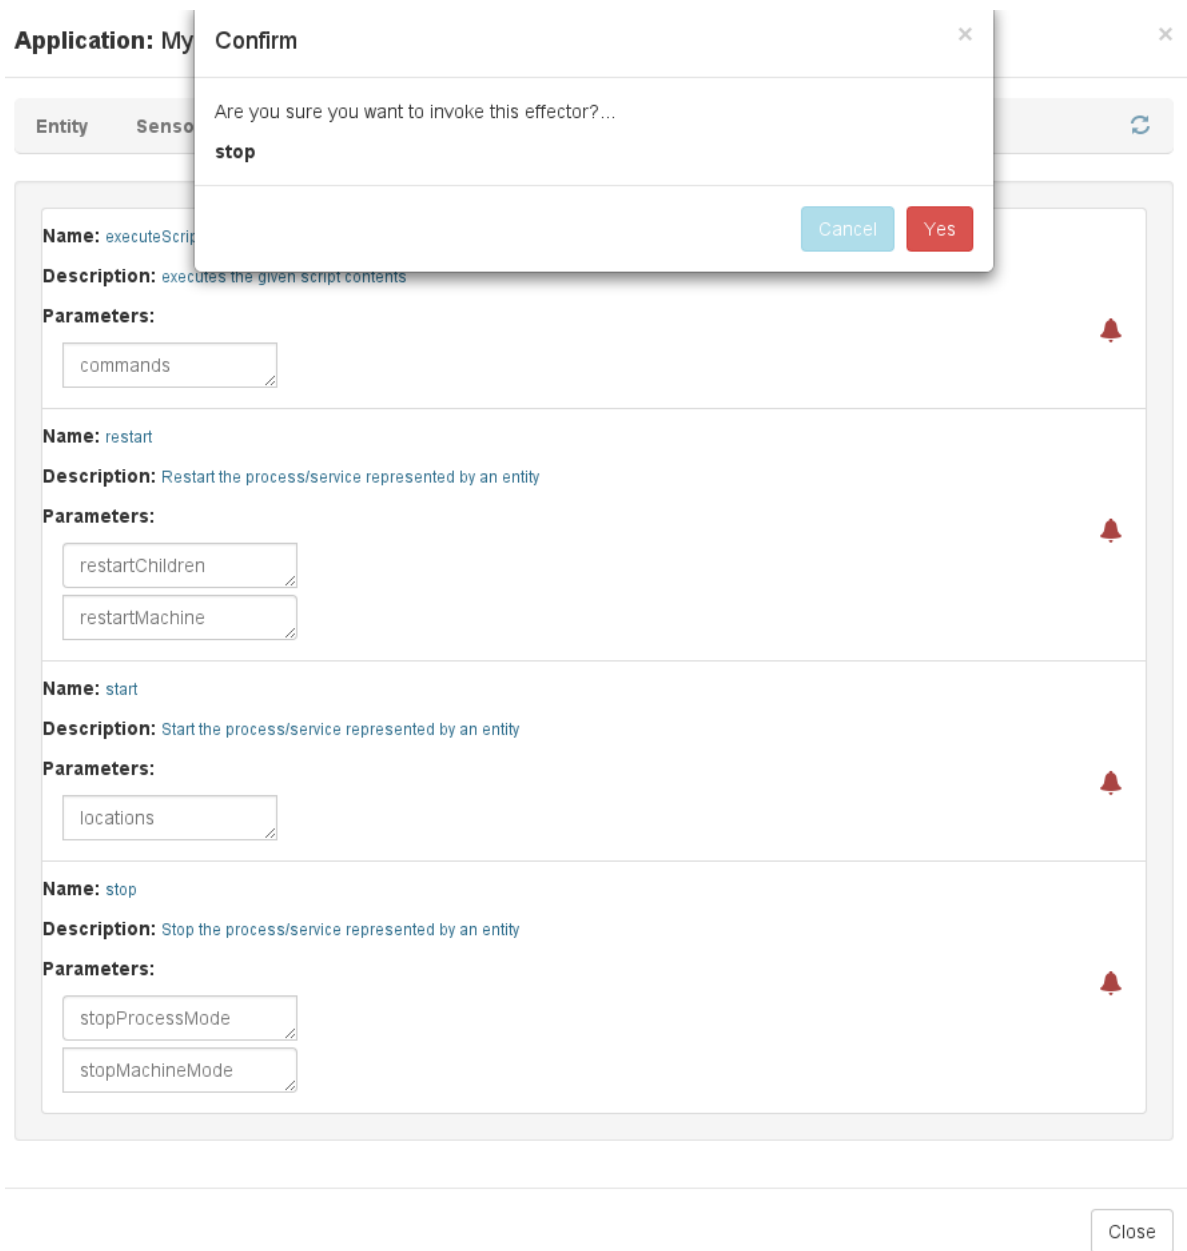 Application: My
Confirm
×
×
Are you sure you want to invoke this effector?...
stop
Entity
Senso
Cancel
Yes
Name: executeScrip
Description: executes the given script contents
Parameters:
commands
Name: restart
Description: Restart the process/service represented by an entity
Parameters:
restartChildren
restartMachine
Name: start
Description: Start the process/service represented by an entity
Parameters:
locations
Name: stop
Description: Stop the process/service represented by an entity
Parameters:
stopProcessMode
stopMachineMode
Close